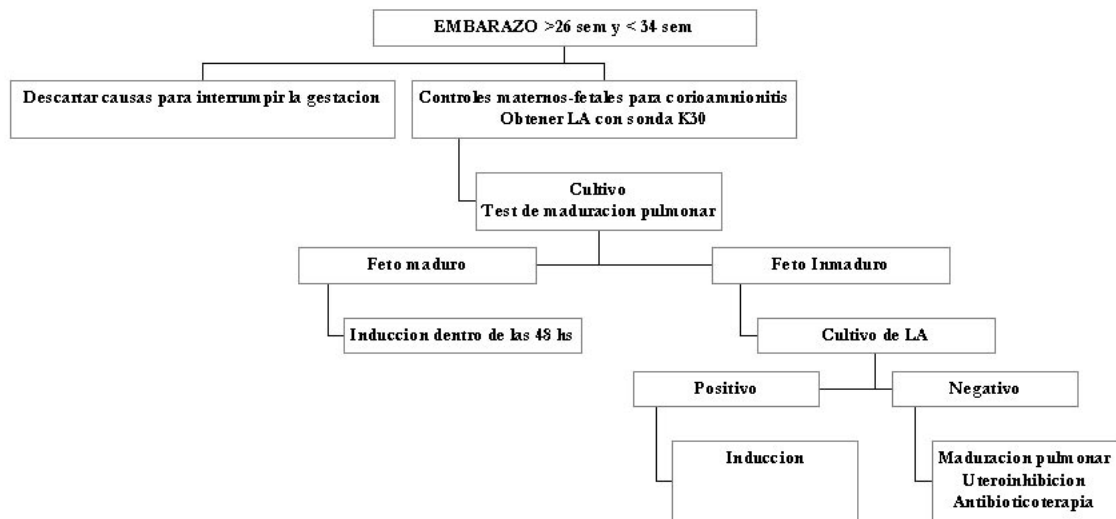 EMBARAZO >26 sem y < 34 sem
Descartar causas para interrumpir la gestacion
Controles maternos-fetales para corioamnionitis
Obtener LA con sonda K30
Cultivo
Test de maduracion pulmonar
Feto maduro
Feto Inmaduro
Induccion dentro de las 48 hs
Cultivo de LA
Positivo
Negativo
Induccion
Maduracion pulmonar
Uteroinhibicion
Antibioticoterapia